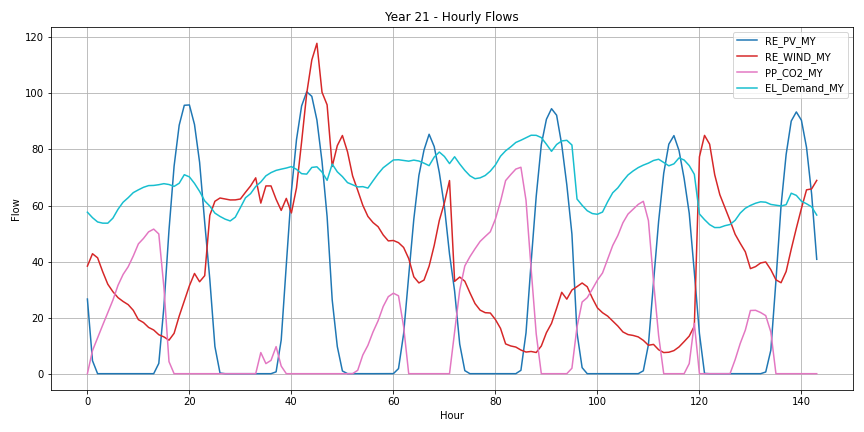 Year 21 - Hourly Flows
RE_PV_MY
RE_WIND_MY
PP_CO2_MY
EL_Demand_MY
120
100
80
60
40
20
0
Flow
0 20 40 60 80 100 120 140
Hour